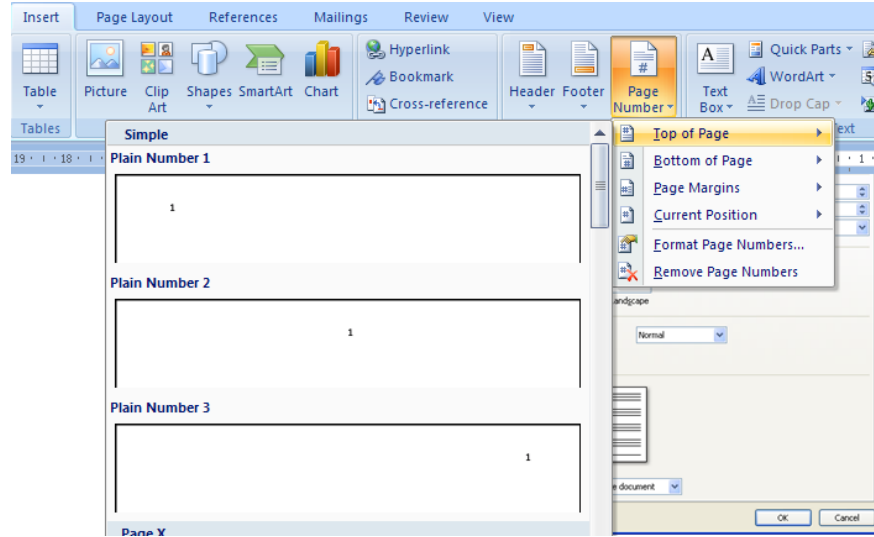 Insert Page Layout References Mailings Review View
Table
Picture
Clip Art
Shapes
SmartArt
Chart
Hyperlink
Bookmark
Cross-reference
Header
Footer
Page Number
#
A
Text Box
Quick Parts
WordArt
Drop Cap
Tables
ext
19 · 18
1
Simple
Plain Number 1
1
Plain Number 2
1
Plain Number 3
1
Page X
Top of Page
Bottom of Page
Page Margins
Current Position
Format Page Numbers...
Remove Page Numbers
andscape
Normal
e document
OK Cancel